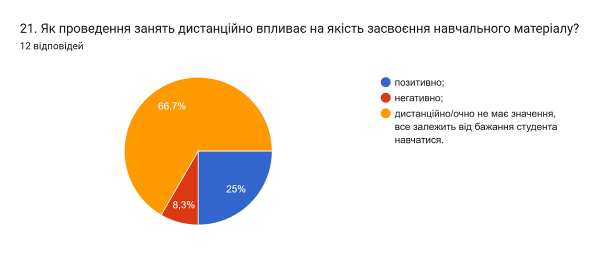 21. Як проведення занять дистанційно впливає на якість засвоєння навчального матеріалу?
12 відповідей
66,7%
25%
8,3%
позитивно;
негативно;
дистанційно/очно не має значення,
все залежить від бажання студента
навчатися.